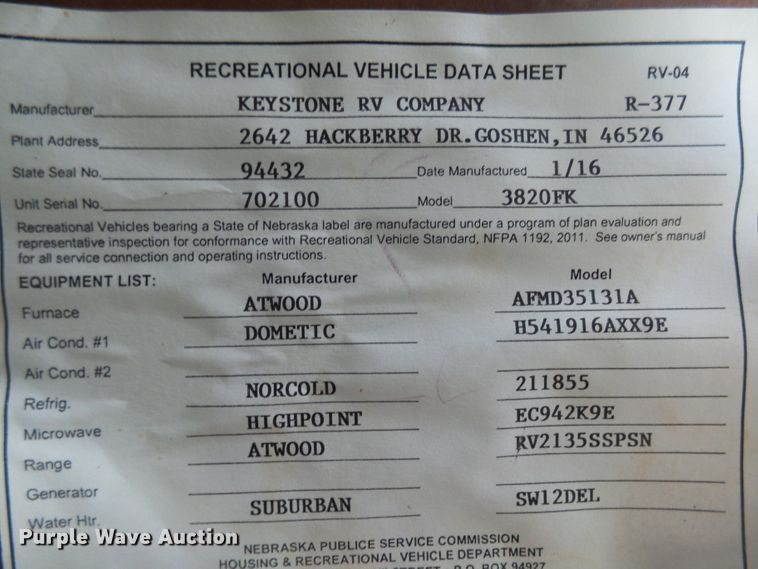 RECREATIONAL VEHICLE DATA SHEET RV-04
Manufacturer KEYSTONE RV COMPANY R-377
Plant Address 2642 HACKBERRY DR.GOSHEN,IN 46526
State Seal No. 94432 Date Manufactured 1/16
Unit Serial No. 702100 Model 3820FK
Recreational Vehicles bearing a State of Nebraska label are manufactured under a program of plan evaluation and
representative inspection for conformance with Recreational Vehicle Standard, NFPA 1192, 2011. See owner's manual
for all service connection and operating instructions.
EQUIPMENT LIST: Manufacturer Model
Furnace ATWOOD AFMD35131A
Air Cond. #1 DOMETIC H541916AXX9E
Air Cond. #2
Refrig. NORCOLD 211855
Microwave HIGHPOINT EC942K9E
Range ATWOOD RV2135SSPSN
Generator
Water Htr. SUBURBAN SW12DEL
Purple Wave Auction
NEBRASKA PUBLICE SERVICE COMMISSION
HOUSING & RECREATIONAL VEHICLE DEPARTMENT
STREET P.O. BOX 94927